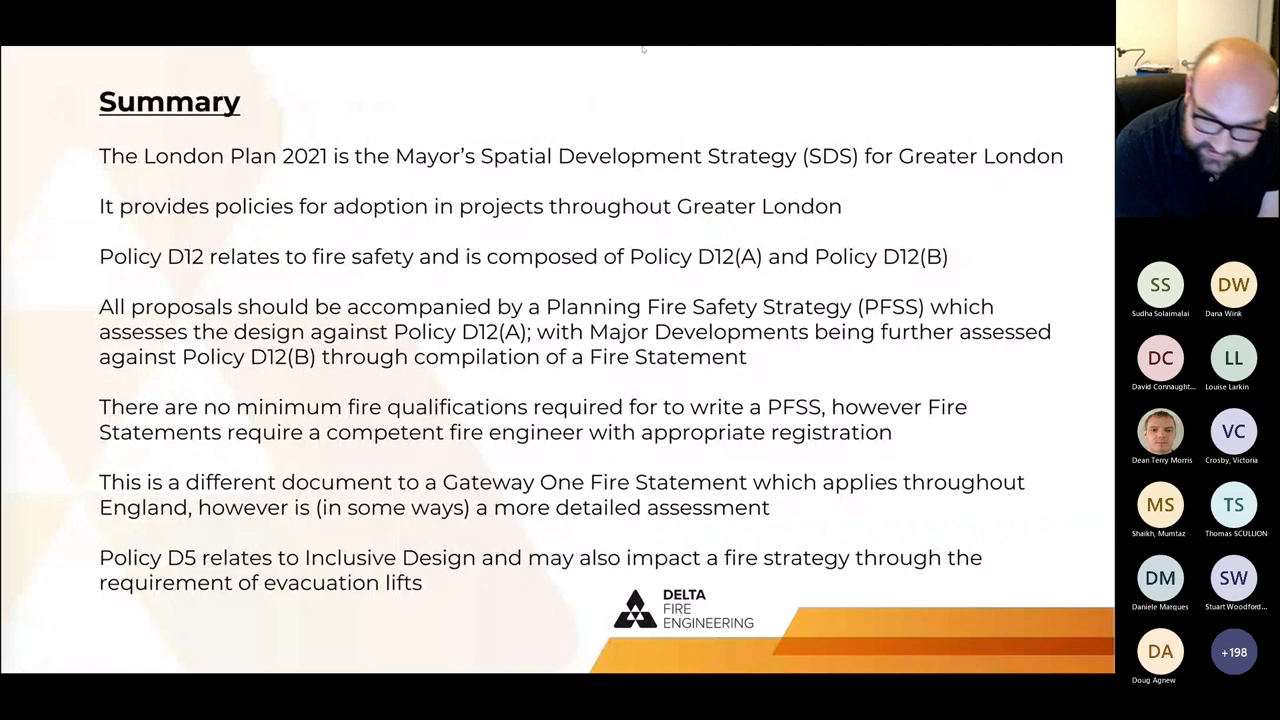 Summary
The London Plan 2021 is the Mayor’s Spatial Development Strategy (SDS) for Greater London
It provides policies for adoption in projects throughout Greater London
Policy D12 relates to fire safety and is composed of Policy D12(A) and Policy D12(B)
All proposals should be accompanied by a Planning Fire Safety Strategy (PFSS) which
assesses the design against Policy D12(A); with Major Developments being further assessed
against Policy D12(B) through compilation of a Fire Statement
There are no minimum fire qualifications required for to write a PFSS, however Fire
Statements require a competent fire engineer with appropriate registration
This is a different document to a Gateway One Fire Statement which applies throughout
England, however is (in some ways) a more detailed assessment
Policy D5 relates to Inclusive Design and may also impact a fire strategy through the
requirement of evacuation lifts
DELTA
FIRE
ENGINEERING
SS
Sudha Solaimalai
DW
Dana Wink
DC
David Connaught...
LL
Louise Larkin
Dean Terry Morris
VC
Crosby, Victoria
MS
Shaikh, Mumtaz
TS
Thomas SCULLION
DM
Daniele Marques
SW
Stuart Woodford...
DA
Doug Agnew
+198